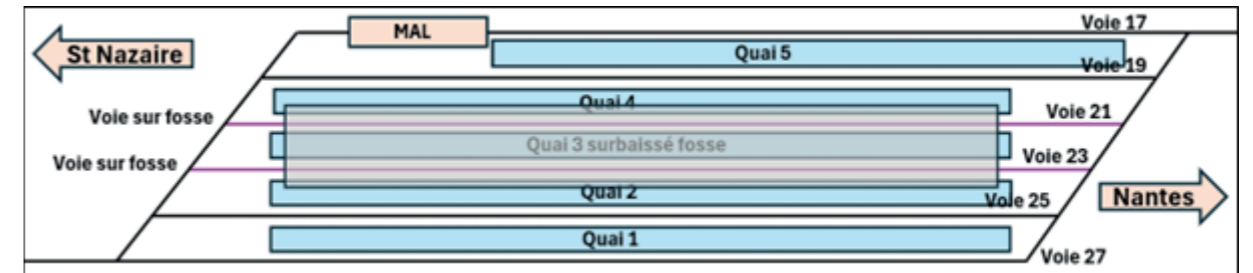 Voie 17
MAL
St Nazaire
Quai 5
Voie 19
Quai 4
Voie 21
Voie sur fosse
Quai 3 surbaissé fosse
Voie 23
Voie sur fosse
Quai 2
Voie 25
Nantes
Quai 1
Voie 27